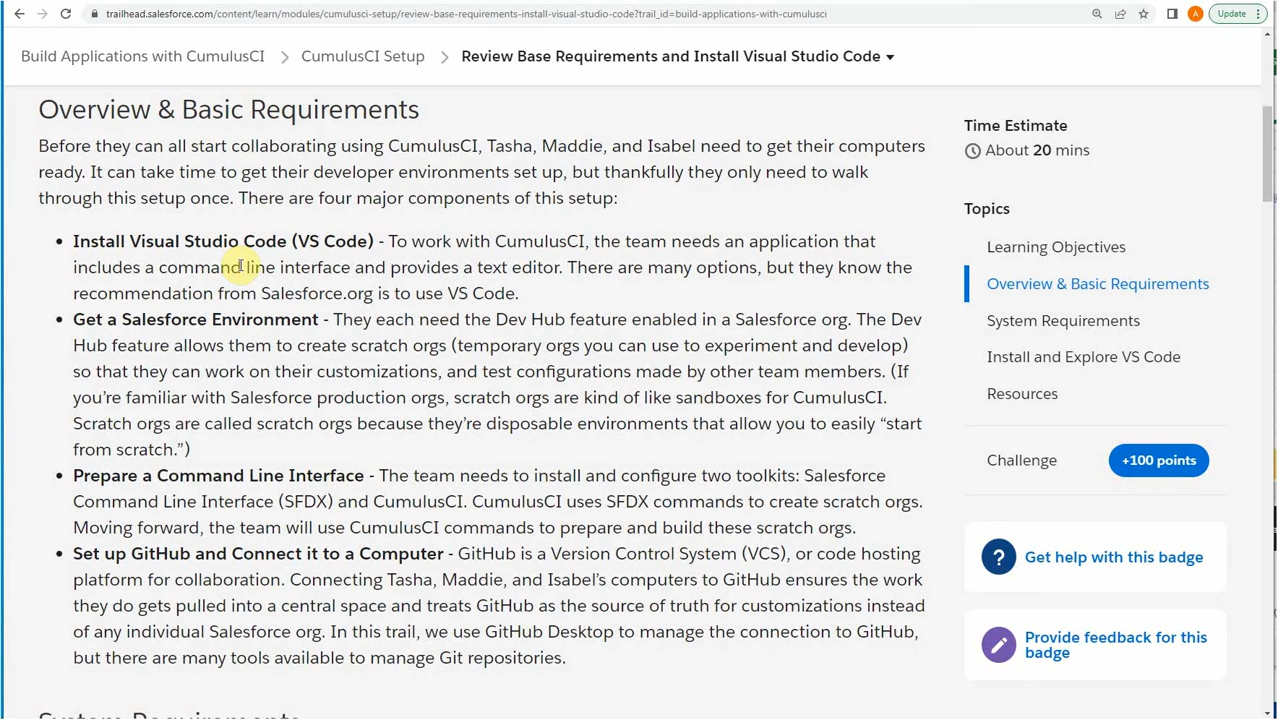 trailhead.salesforce.com/content/learn/modules/cumulusci-setup/review-base-requirements-install-visual-studio-code?trail_id=build-applications-with-cumulusci
A
Update
Build Applications with CumulusCI
CumulusCI Setup
Review Base Requirements and Install Visual Studio Code
Overview & Basic Requirements
Before they can all start collaborating using CumulusCI, Tasha, Maddie, and Isabel need to get their computers
ready. It can take time to get their developer environments set up, but thankfully they only need to walk
through this setup once. There are four major components of this setup:
• Install Visual Studio Code (VS Code) - To work with CumulusCI, the team needs an application that
includes a command line interface and provides a text editor. There are many options, but they know the
recommendation from Salesforce.org is to use VS Code.
• Get a Salesforce Environment - They each need the Dev Hub feature enabled in a Salesforce org. The Dev
Hub feature allows them to create scratch orgs (temporary orgs you can use to experiment and develop)
so that they can work on their customizations, and test configurations made by other team members. (If
you’re familiar with Salesforce production orgs, scratch orgs are kind of like sandboxes for CumulusCI.
Scratch orgs are called scratch orgs because they’re disposable environments that allow you to easily “start
from scratch.”)
• Prepare a Command Line Interface - The team needs to install and configure two toolkits: Salesforce
Command Line Interface (SFDX) and CumulusCI. CumulusCI uses SFDX commands to create scratch orgs.
Moving forward, the team will use CumulusCI commands to prepare and build these scratch orgs.
• Set up GitHub and Connect it to a Computer - GitHub is a Version Control System (VCS), or code hosting
platform for collaboration. Connecting Tasha, Maddie, and Isabel’s computers to GitHub ensures the work
they do gets pulled into a central space and treats GitHub as the source of truth for customizations instead
of any individual Salesforce org. In this trail, we use GitHub Desktop to manage the connection to GitHub,
but there are many tools available to manage Git repositories.
System Requirements
Time Estimate
About 20 mins
Topics
Learning Objectives
Overview & Basic Requirements
System Requirements
Install and Explore VS Code
Resources
Challenge
+100 points
?
Get help with this badge
Provide feedback for this
badge